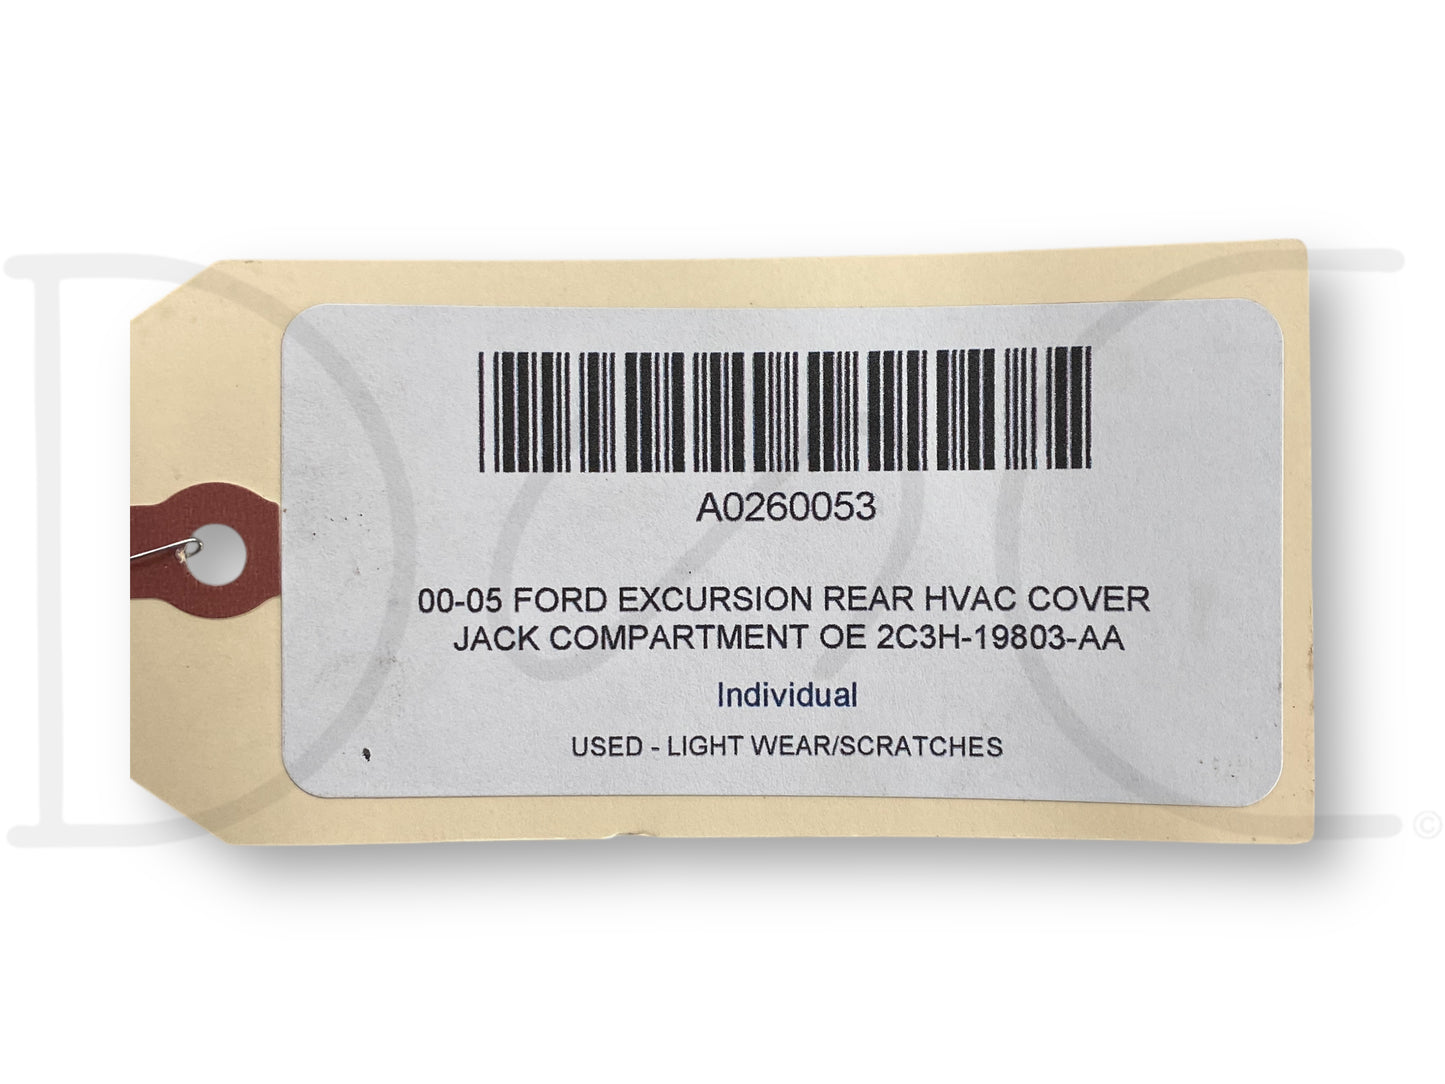 A0260053
00-05 FORD EXCURSION REAR HVAC COVER
JACK COMPARTMENT OE 2C3H-19803-AA
Individual
USED - LIGHT WEAR/SCRATCHES
©